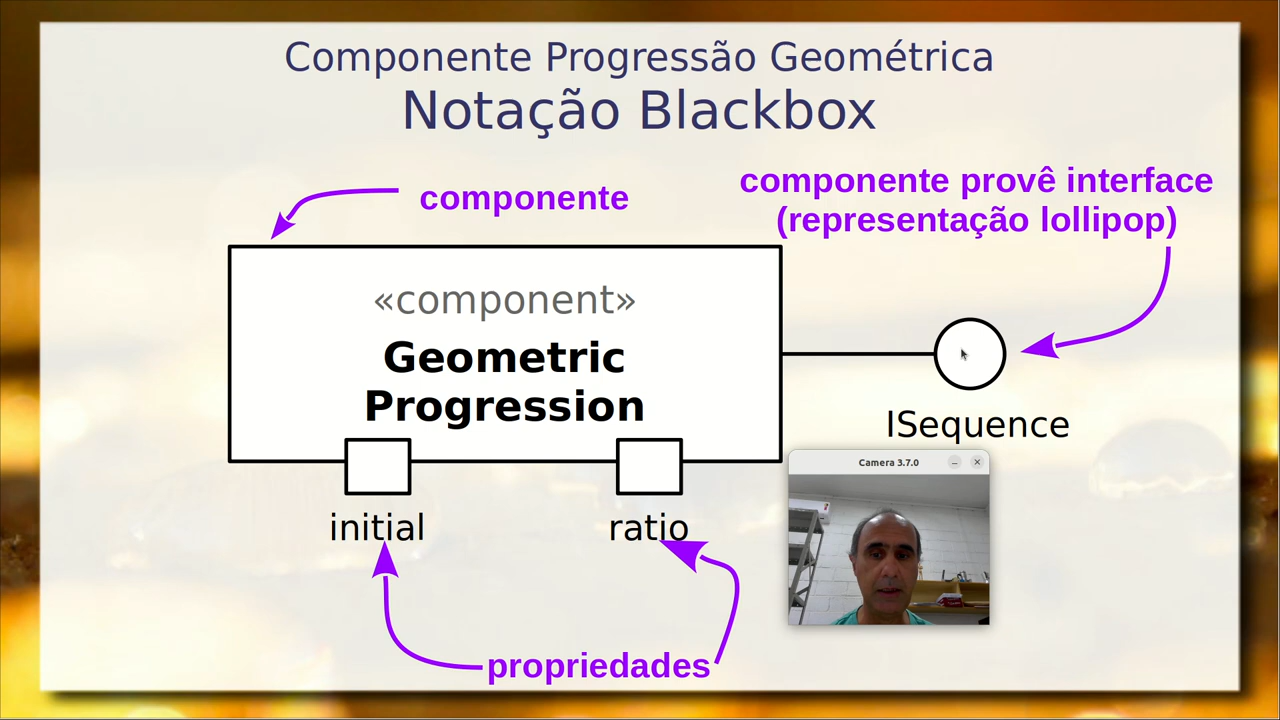 Componente Progressão Geométrica
Notação Blackbox
componente
componente provê interface
(representação lollipop)
«component»
Geometric
Progression
ISequence
initial
ratio
Camera 3.7.0
propriedades